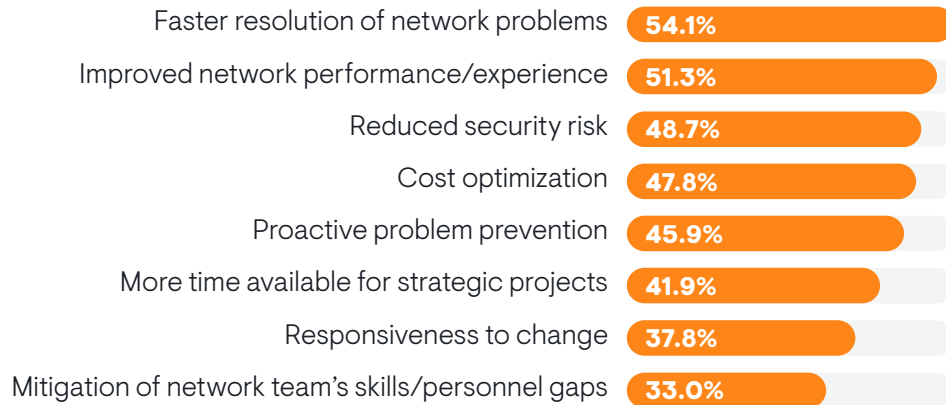 Faster resolution of network problems 54.1%
Improved network performance/experience 51.3%
Reduced security risk 48.7%
Cost optimization 47.8%
Proactive problem prevention 45.9%
More time available for strategic projects 41.9%
Responsiveness to change 37.8%
Mitigation of network team’s skills/personnel gaps 33.0%